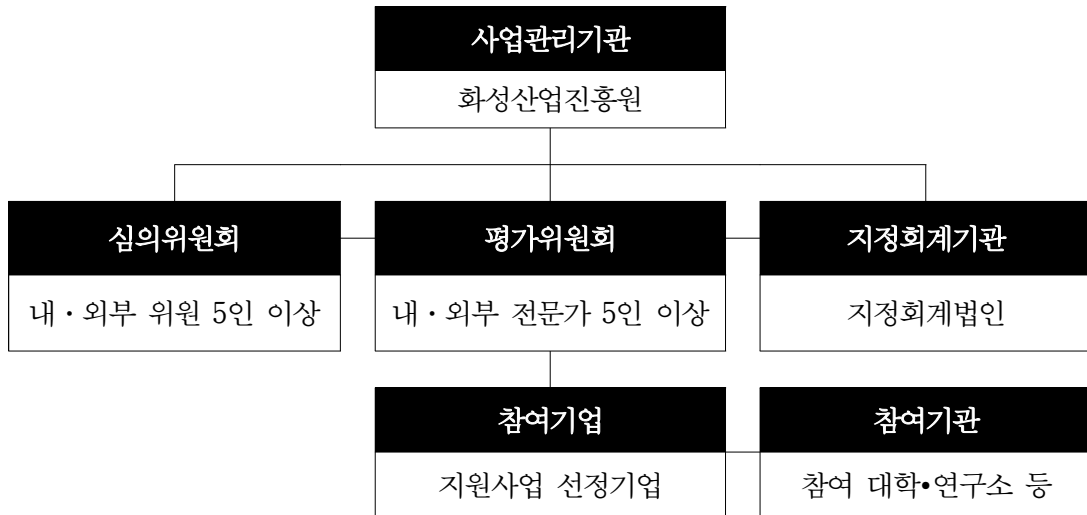 사업관리기관
화성산업진흥원
심의위원회
평가위원회
지정회계기관
내·외부 위원 5인 이상
내·외부 전문가 5인 이상
지정회계법인
참여기업
참여기관
지원사업 선정기업
참여 대학•연구소 등